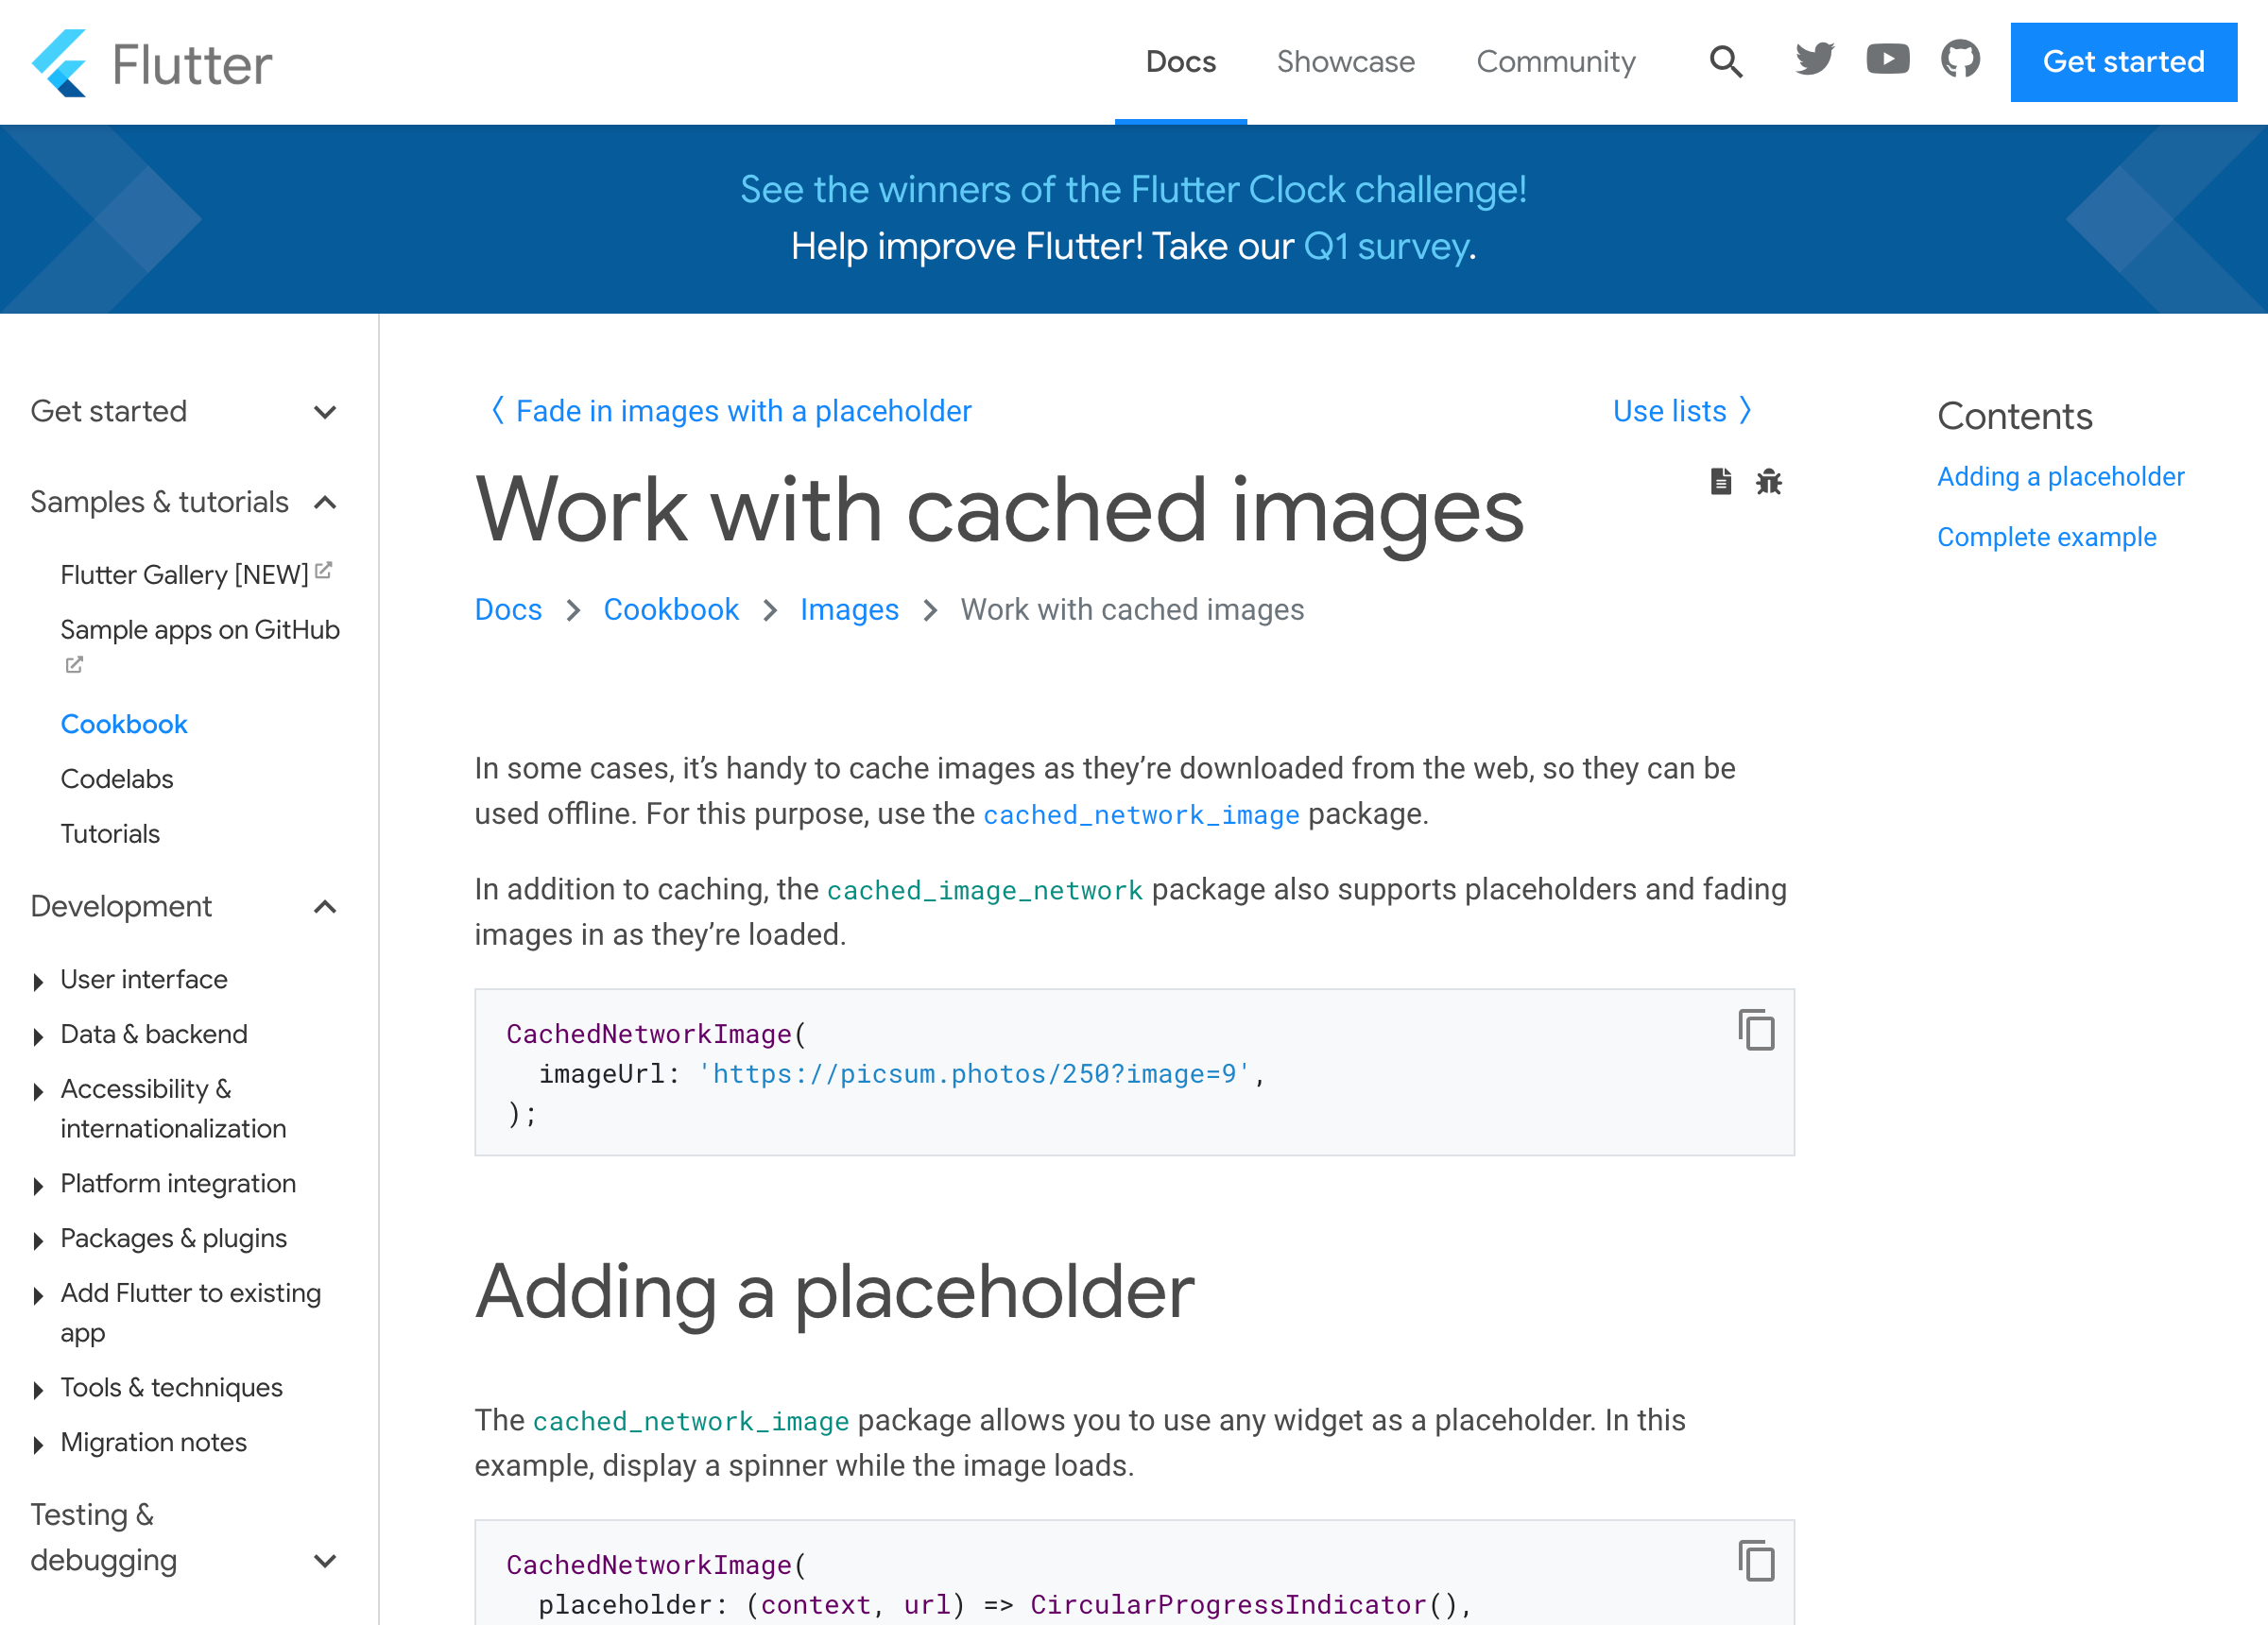 Flutter
Docs Showcase Community Get started
See the winners of the Flutter Clock challenge!
Help improve Flutter! Take our Q1 survey.
Get started
Samples & tutorials
Flutter Gallery [NEW]
Sample apps on GitHub
Cookbook
Codelabs
Tutorials
Development
User interface
Data & backend
Accessibility &
internationalization
Platform integration
Packages & plugins
Add Flutter to existing
app
Tools & techniques
Migration notes
Testing &
debugging
〈 Fade in images with a placeholder
Use lists 〉
Work with cached images
Docs > Cookbook > Images > Work with cached images
In some cases, it’s handy to cache images as they’re downloaded from the web, so they can be
used offline. For this purpose, use the cached_network_image package.
In addition to caching, the cached_image_network package also supports placeholders and fading
images in as they’re loaded.
CachedNetworkImage(
  imageUrl: 'https://picsum.photos/250?image=9',
);
Adding a placeholder
The cached_network_image package allows you to use any widget as a placeholder. In this
example, display a spinner while the image loads.
CachedNetworkImage(
  placeholder: (context, url) => CircularProgressIndicator(),
Contents
Adding a placeholder
Complete example